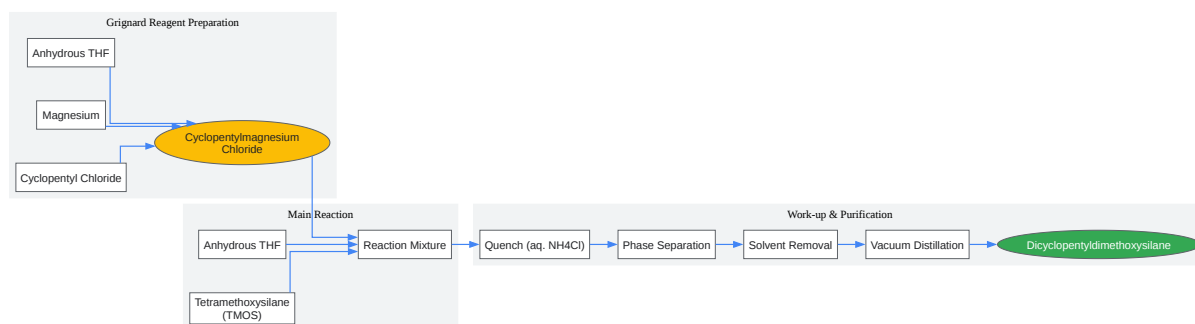 Grignard Reagent Preparation
Anhydrous THF
Magnesium
Cyclopentylmagnesium
Chloride
Cyclopentyl Chloride
Main Reaction
Anhydrous THF
Reaction Mixture
Tetramethoxysilane
(TMOS)
Work-up & Purification
Quench (aq. NH4Cl)
Phase Separation
Solvent Removal
Vacuum Distillation
Dicyclopentyldimethoxysilane